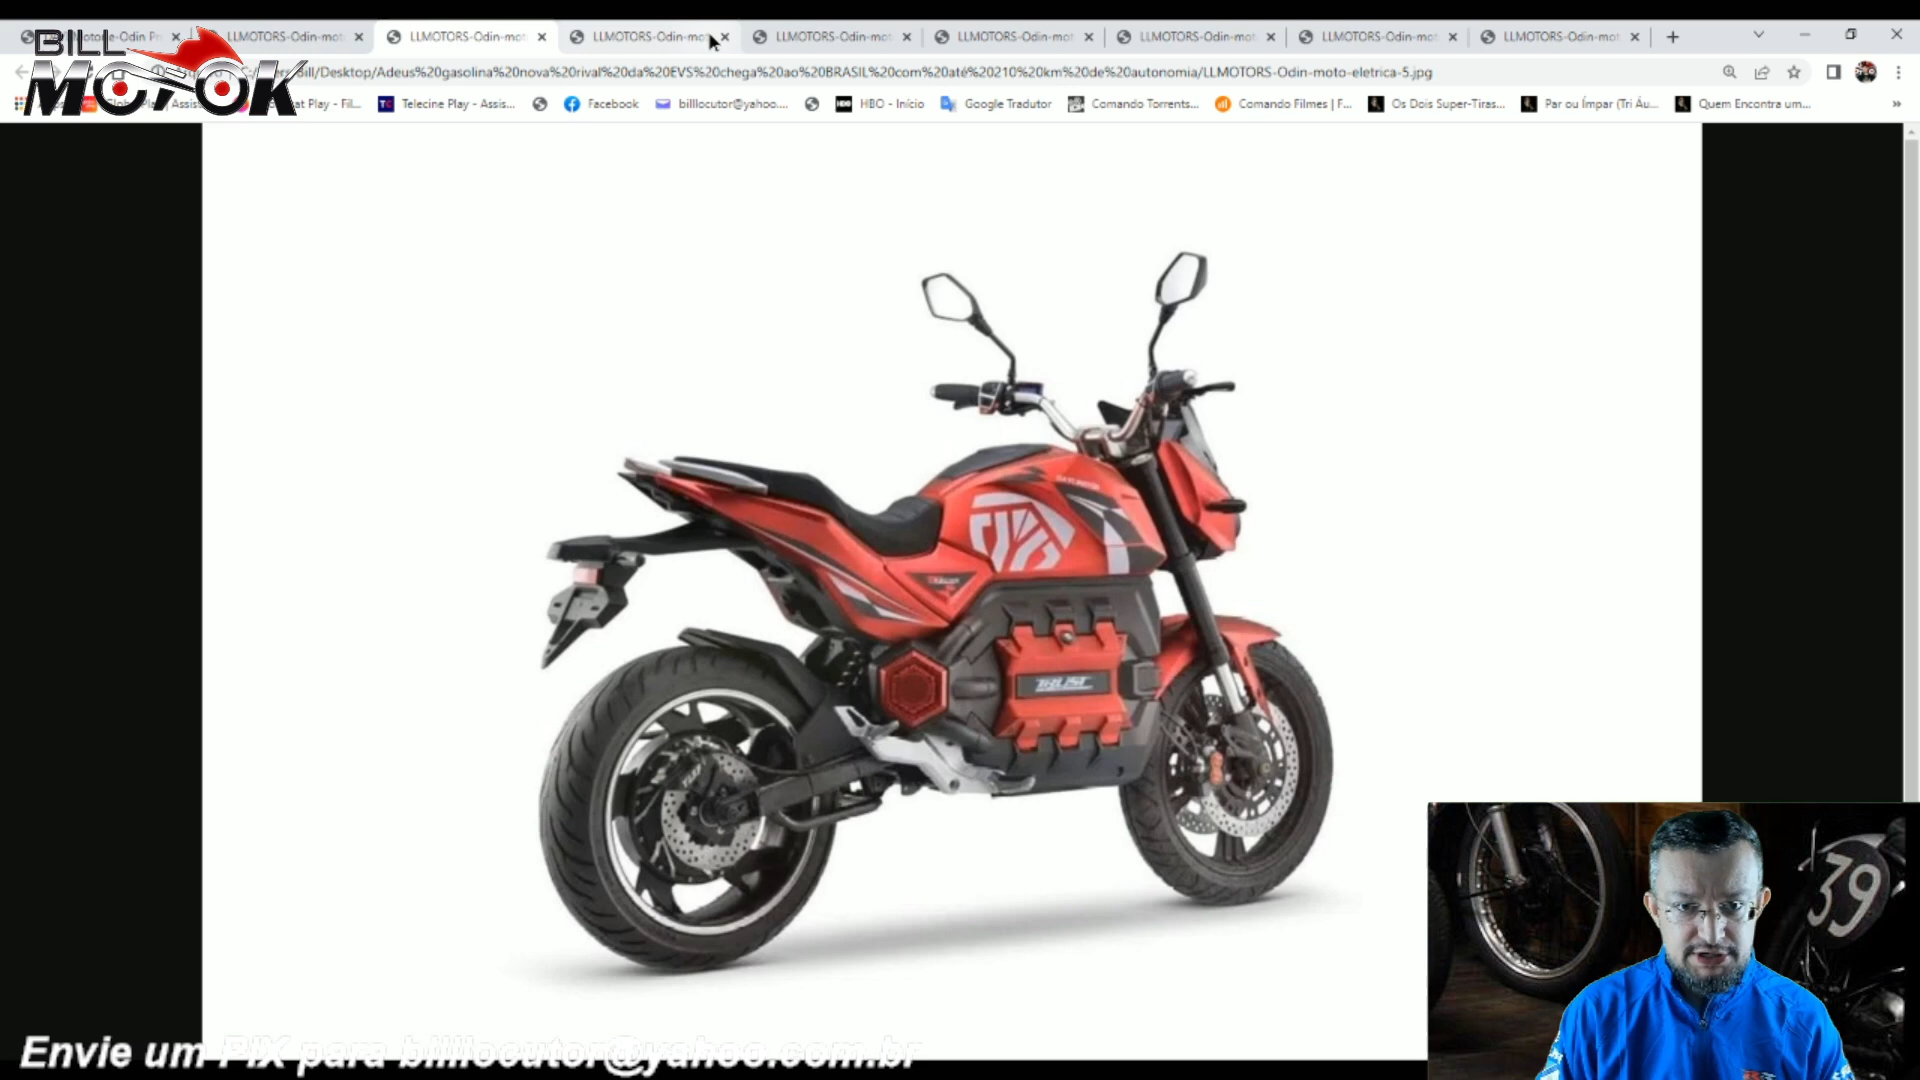 BILL
MOTOK
LLMOTORS-Odin-mot
LLMOTORS-Odin-mot
LLMOTORS-Odin-mot
LLMOTORS-Odin-mot
LLMOTORS-Odin-mot
LLMOTORS-Odin-mot
LLMOTORS-Odin-mot
LLMOTORS-Odin-mot
Bill/Desktop/Adeus%20gasolina%20nova%20rival%20da%20EVS%20chega%20ao%20BRASIL%20com%20até%20210%20km%20de%20autonomia/LLMOTORS-Odin-moto-eletrica-5.jpg
Play - Fil...
Telecine Play - Assis...
Facebook
billlocutor@yahoo....
HBO - Início
Google Tradutor
Comando Torrents...
Comando Filmes | F...
Os Dois Super-Tiras...
Par ou Ímpar (Tri Áu...
Quem Encontra um...
TRUST
39
Envie um PIX para billlocutor@yahoo.com.br